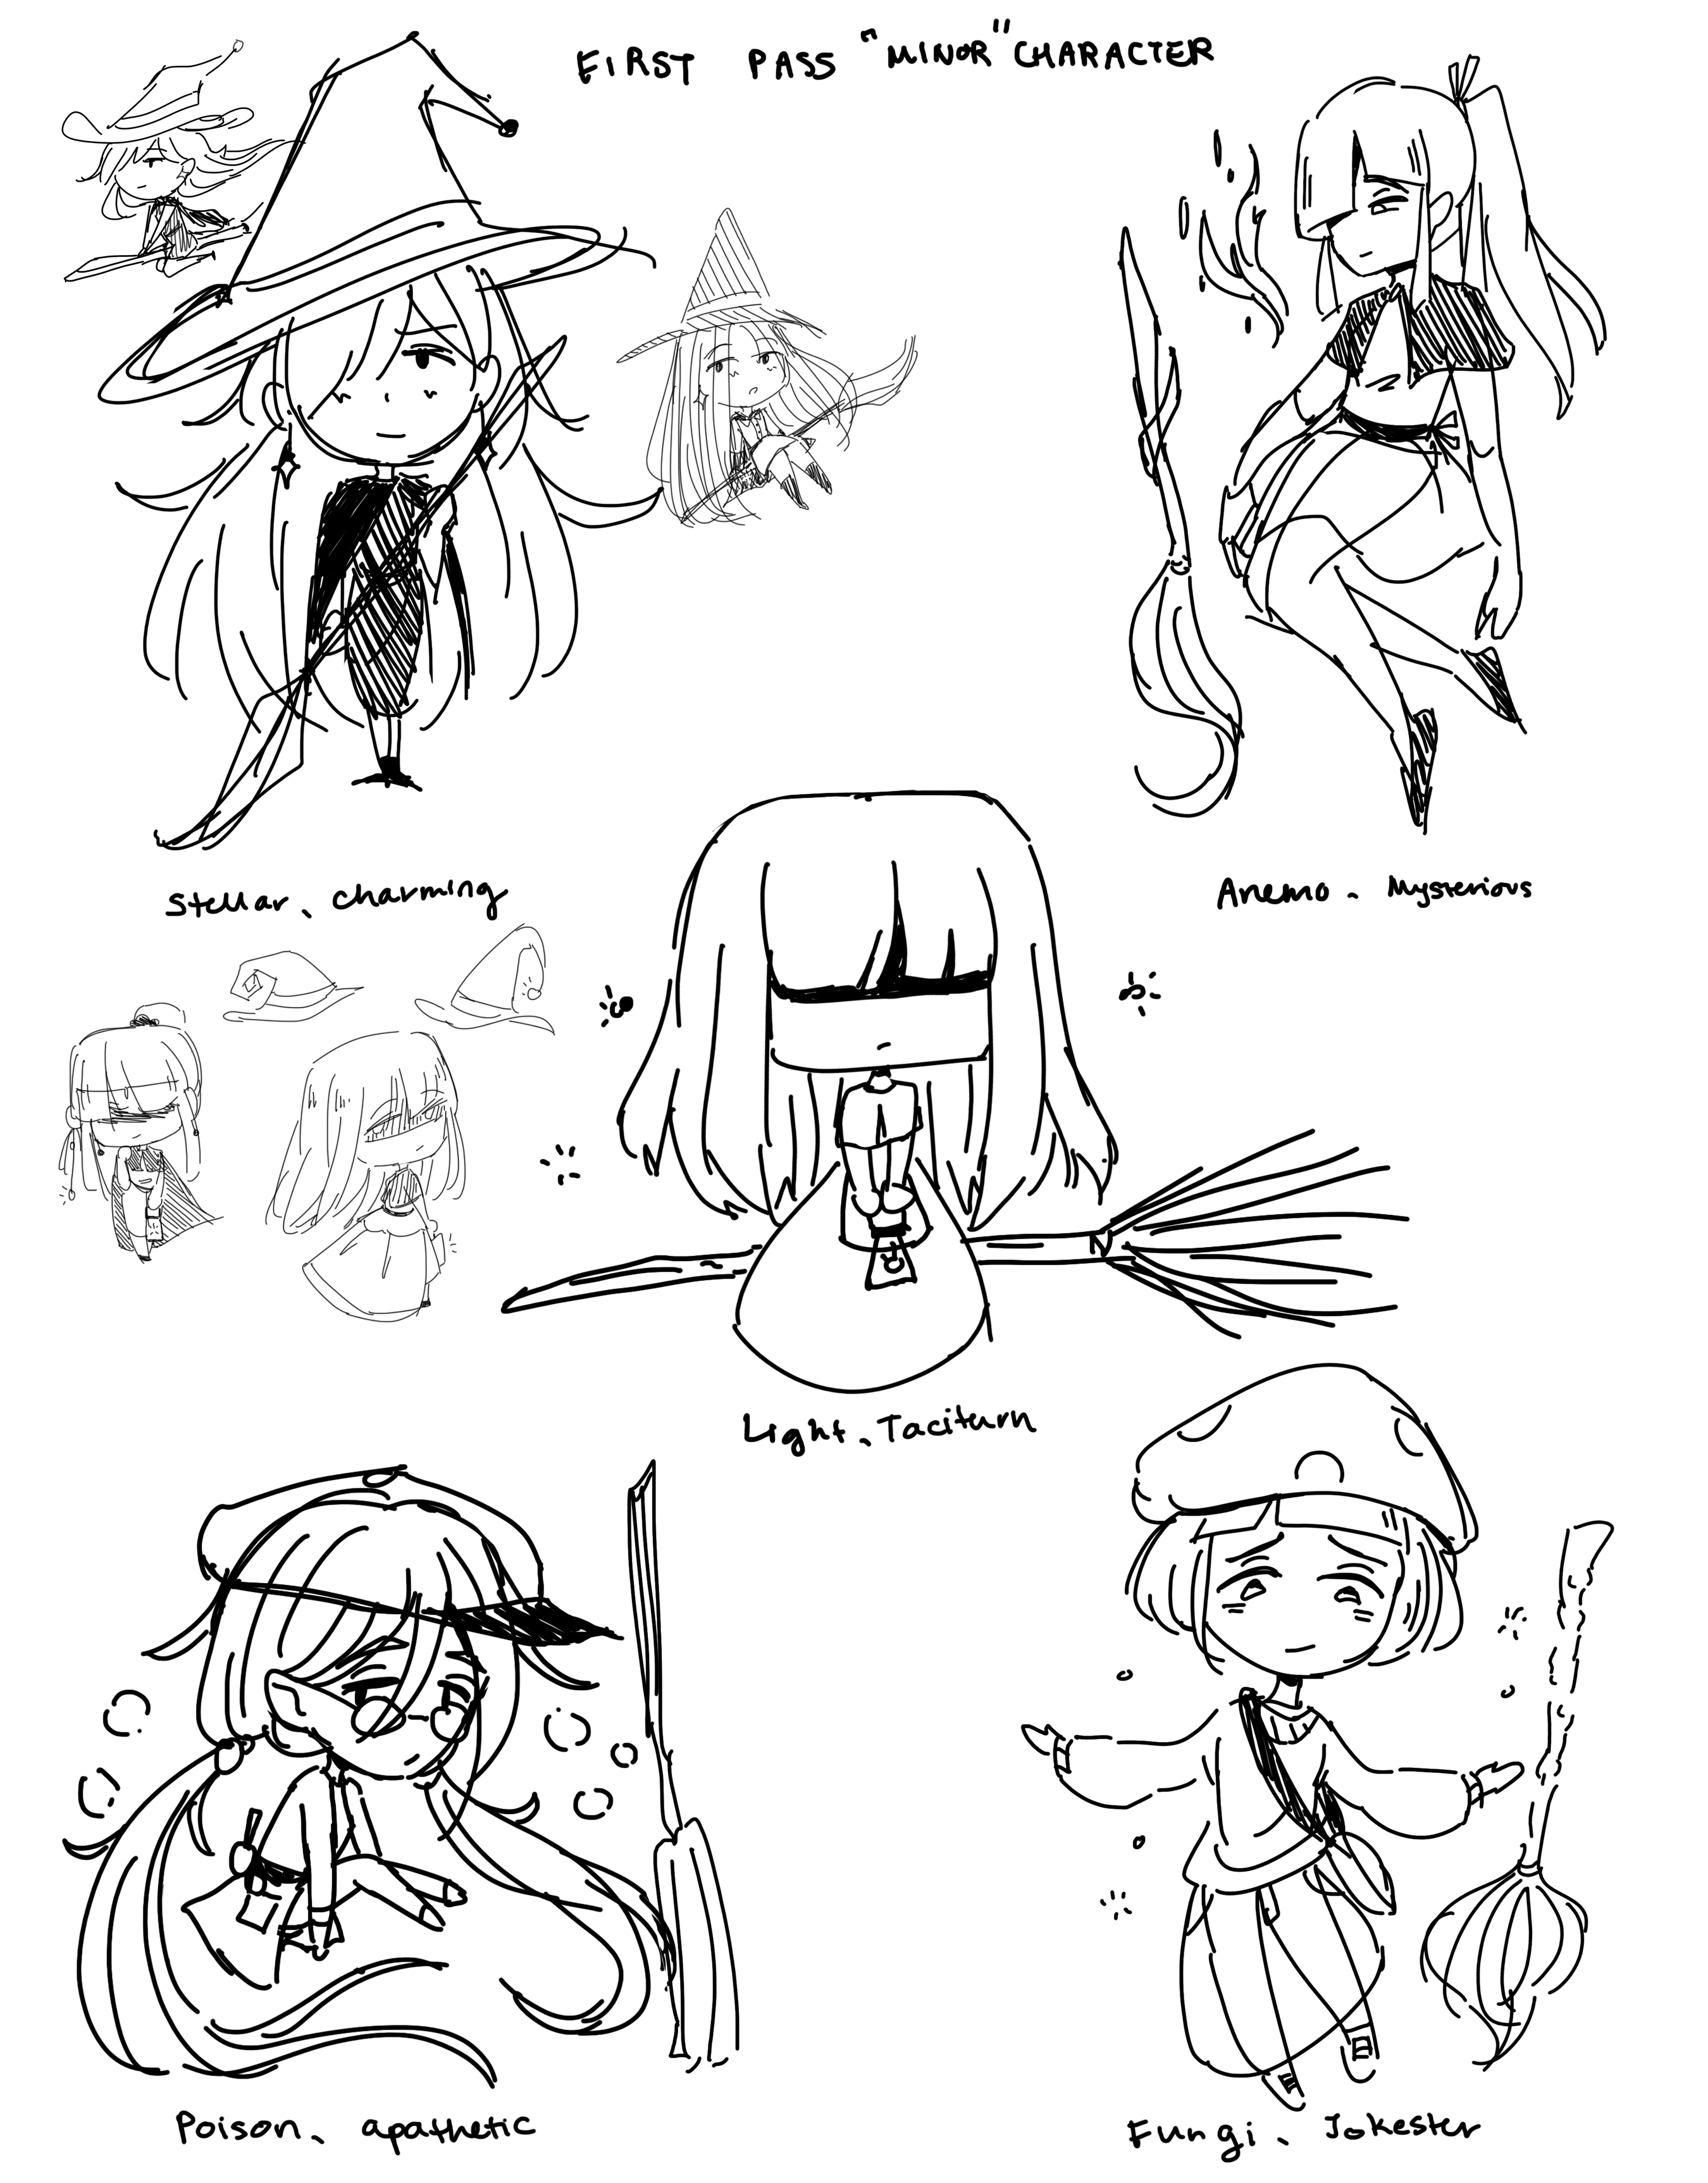 FIRST PASS "MINOR" CHARACTER
Stellar、charming
Anemo、Mysterious
Light、Taciturn
Poison、apathetic
Fungi、Jokester